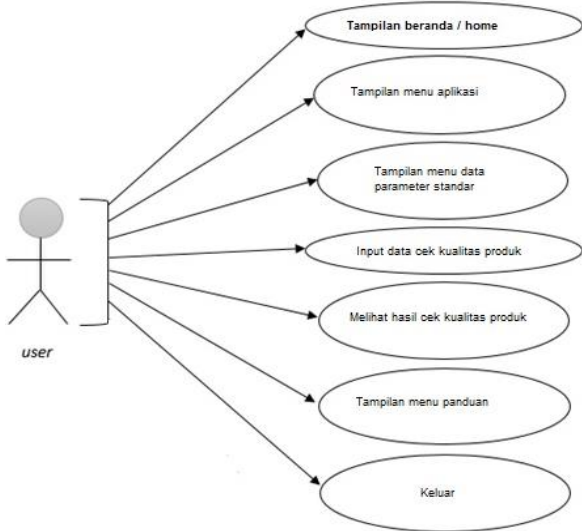 Tampilan beranda / home
Tampilan menu aplikasi
Tampilan menu data
parameter standar
Input data cek kualitas produk
Melihat hasil cek kualitas produk
user
Tampilan menu panduan
Keluar